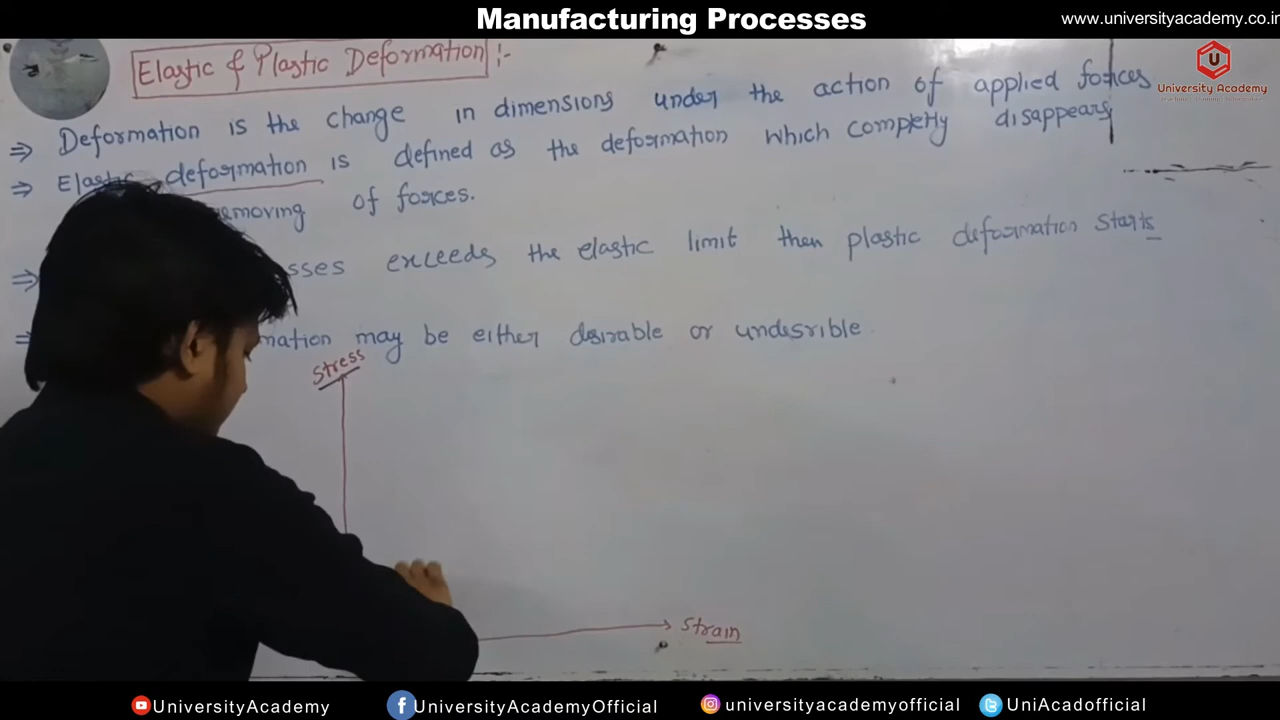 Manufacturing Processes
www.universityacademy.co.in
Elastic & Plastic Deformation :-
University Academy
⇒ Deformation is the change in dimensions under the action of applied forces
⇒ Elastic deformation is defined as the deformation which completly disappears
emoving of forces.
⇒ sses exceeds the elastic limit then plastic deformation starts
⇒ mation may be either desirable or undesrible
Stress
Strain
UniversityAcademy
UniversityAcademyOfficial
universityacademyofficial
UniAcadofficial